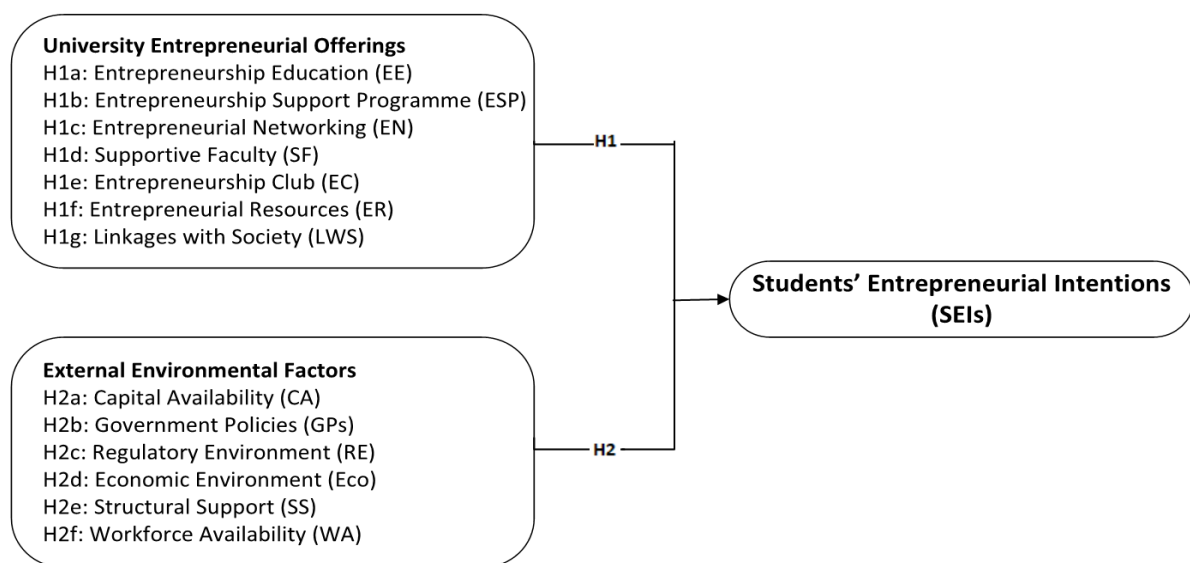 University Entrepreneurial Offerings
H1a: Entrepreneurship Education (EE)
H1b: Entrepreneurship Support Programme (ESP)
H1c: Entrepreneurial Networking (EN)
H1d: Supportive Faculty (SF)
H1e: Entrepreneurship Club (EC)
H1f: Entrepreneurial Resources (ER)
H1g: Linkages with Society (LWS)
H1
Students’ Entrepreneurial Intentions
(SEIs)
External Environmental Factors
H2a: Capital Availability (CA)
H2b: Government Policies (GPs)
H2c: Regulatory Environment (RE)
H2d: Economic Environment (Eco)
H2e: Structural Support (SS)
H2f: Workforce Availability (WA)
H2